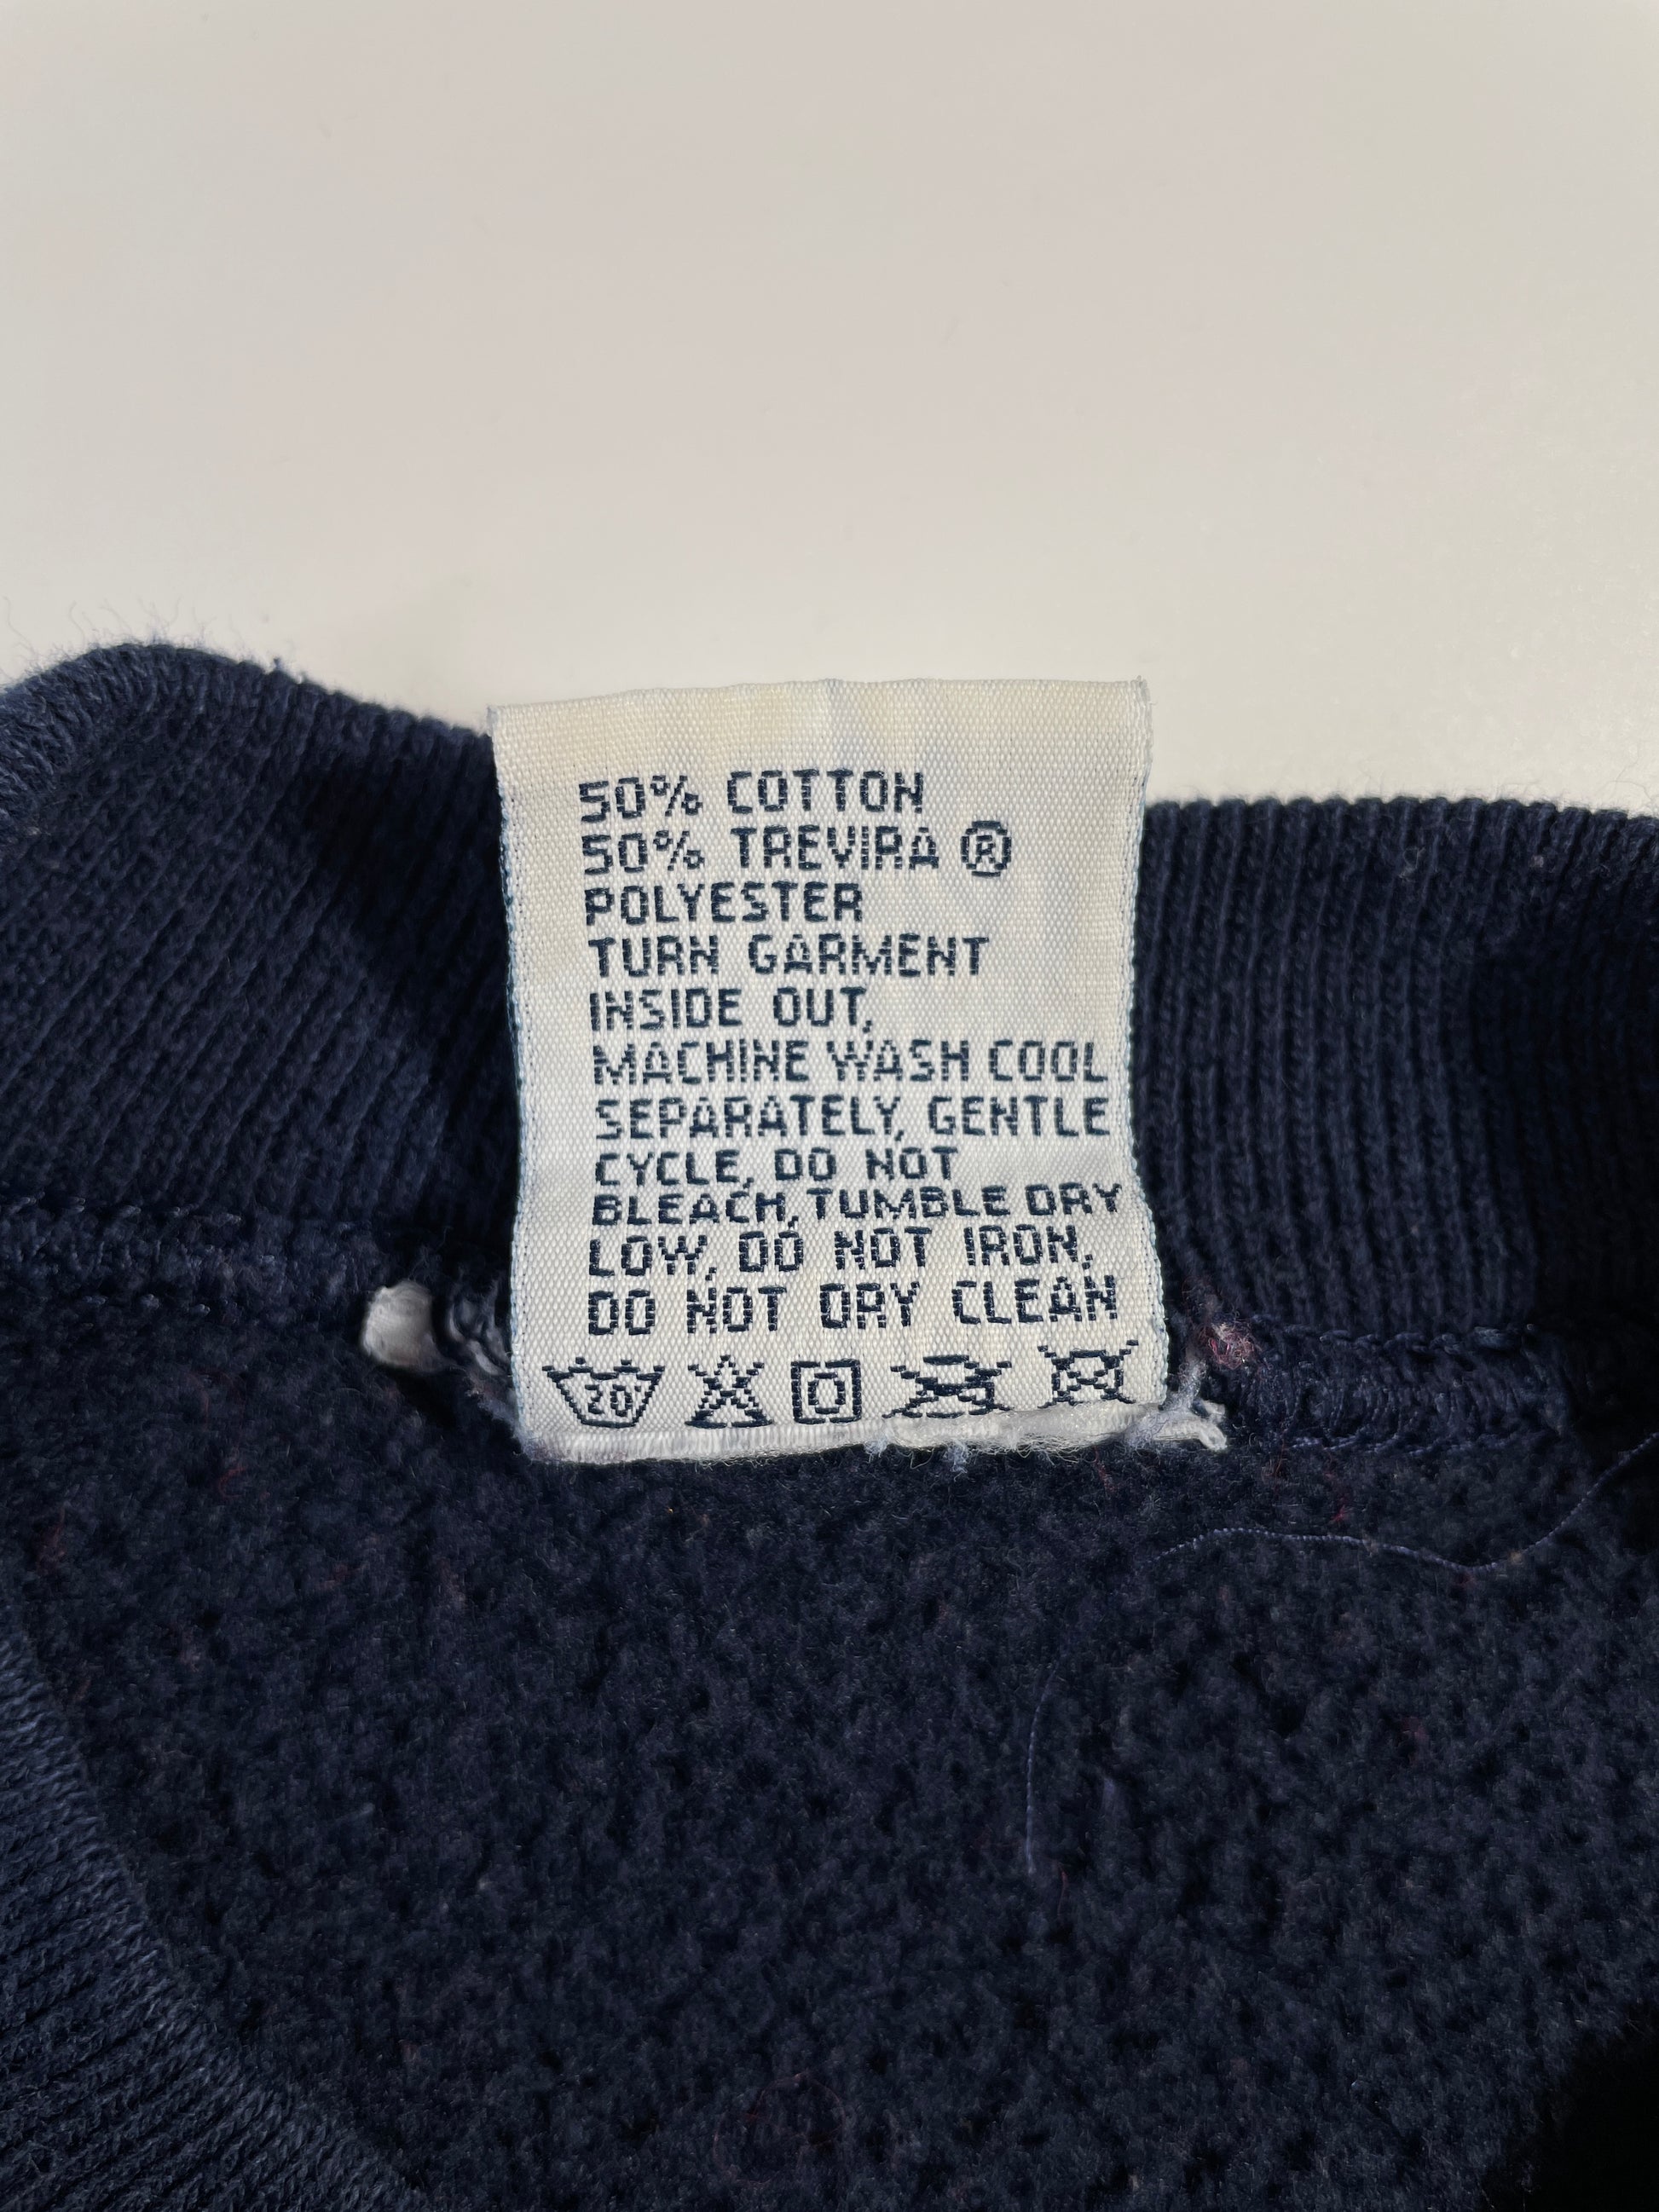 50% COTTON
50% TREVIRA ®
POLYESTER
TURN GARMENT
INSIDE OUT,
MACHINE WASH COOL
SEPARATELY, GENTLE
CYCLE, DO NOT
BLEACH, TUMBLE DRY
LOW, DO NOT IRON,
DO NOT DRY CLEAN
20°